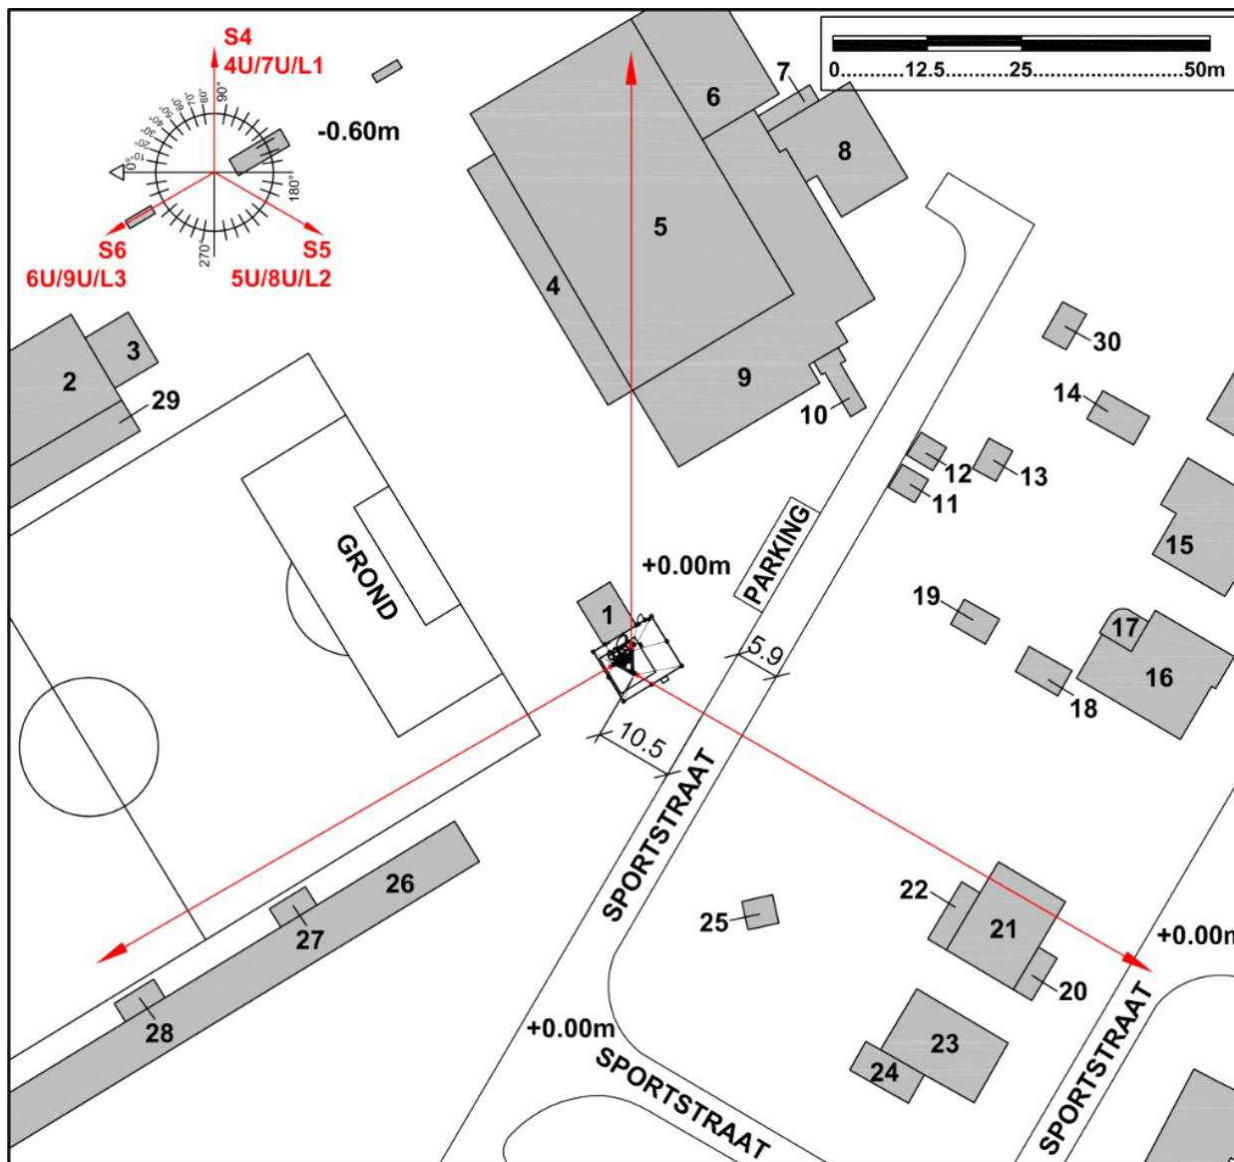 S4
4U/7U/L1
0°
10°
20°
30°
40°
50°
60°
70°
80°
90°
180°
270°
-0.60m
S6
6U/9U/L3
S5
5U/8U/L2
0.........12.5.........25..................50m
7
6
8
5
4
9
10
3
2
29
30
14
12
13
11
15
GROND
PARKING
+0.00m
1
19
17
16
18
5.9
10.5
SPORTSTRAAT
26
27
28
22
21
25
20
+0.00m
+0.00m
23
24
SPORTSTRAAT
SPORTSTRAAT